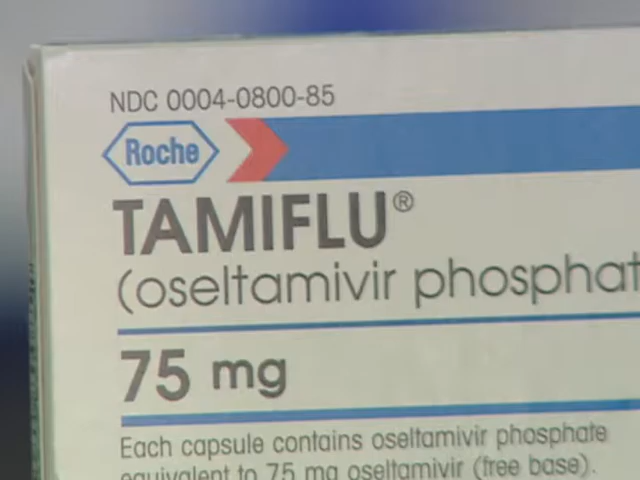 NDC 0004-0800-85
Roche
TAMIFLU®
(oseltamivir phosphat
75 mg
Each capsule contains oseltamivir phosphate
equivalent to 75 mg oseltamivir (free base).